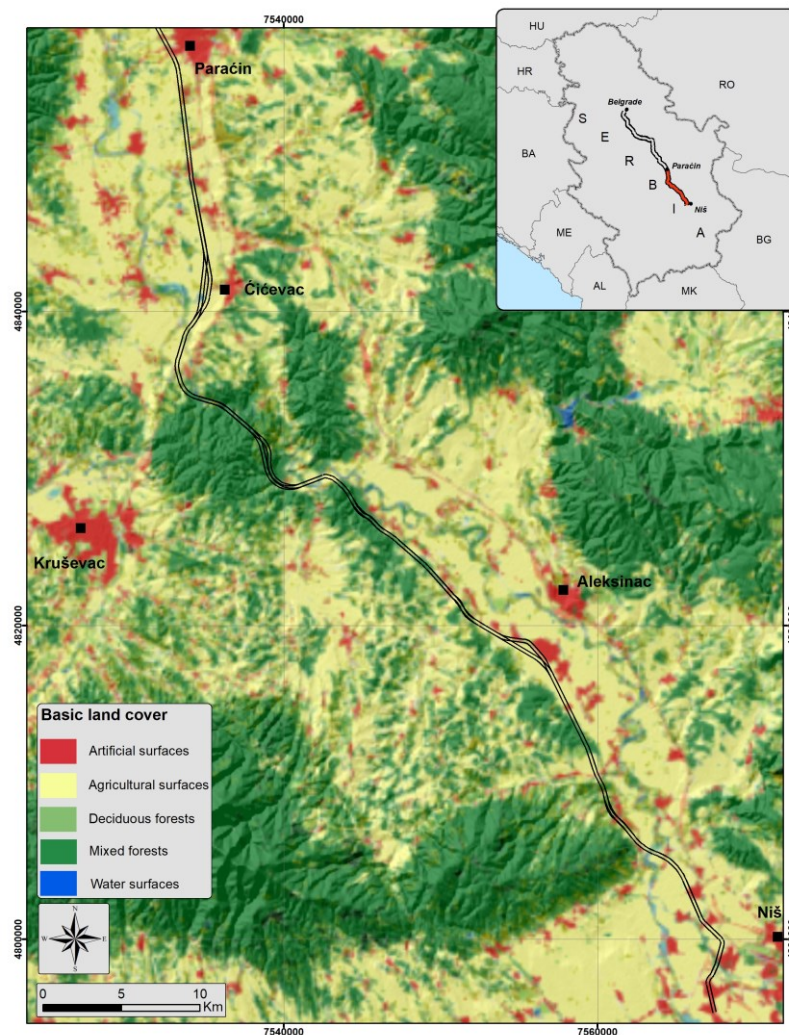 7540000
Paraćin
Ćićevac
4840000
Kruševac
Aleksinac
4820000
Niš
4800000
7540000
7560000
HU
HR
RO
BA
ME
AL
MK
BG
Belgrade
S
E
R
B
I
A
Paraćin
Niš
Basic land cover
Artificial surfaces
Agricultural surfaces
Deciduous forests
Mixed forests
Water surfaces
N
W E
S
0 5 10
Km